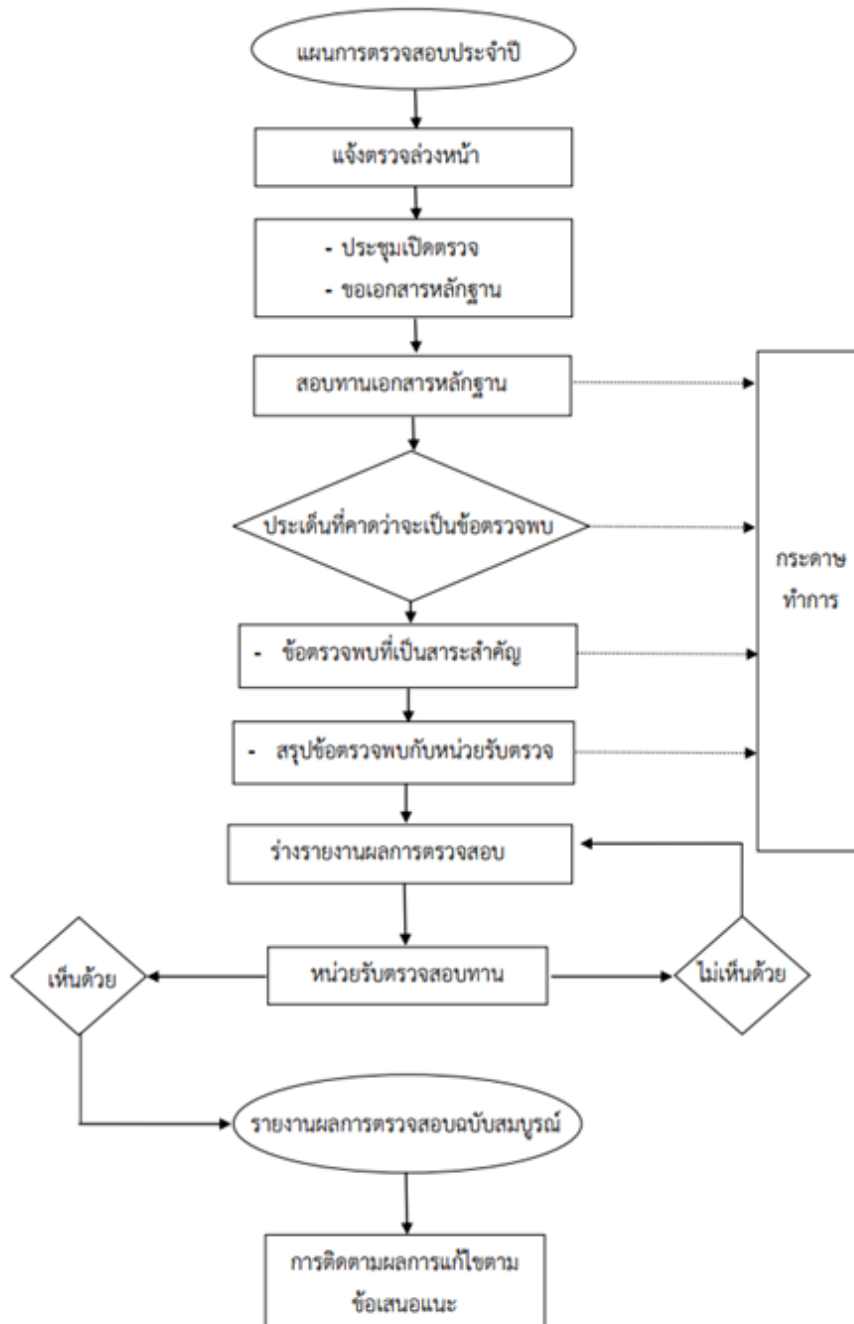 แผนการตรวจสอบประจำปี
แจ้งตรวจล่วงหน้า
- ประชุมเปิดตรวจ
- ขอเอกสารหลักฐาน
สอบทานเอกสารหลักฐาน
ประเด็นที่คาดว่าจะเป็นข้อตรวจพบ
กระดาษ
ทำการ
- ข้อตรวจพบที่เป็นสาระสำคัญ
- สรุปข้อตรวจพบกับหน่วยรับตรวจ
ร่างรายงานผลการตรวจสอบ
เห็นด้วย
หน่วยรับตรวจสอบทาน
ไม่เห็นด้วย
รายงานผลการตรวจสอบฉบับสมบูรณ์
การติดตามผลการแก้ไขตาม
ข้อเสนอแนะ